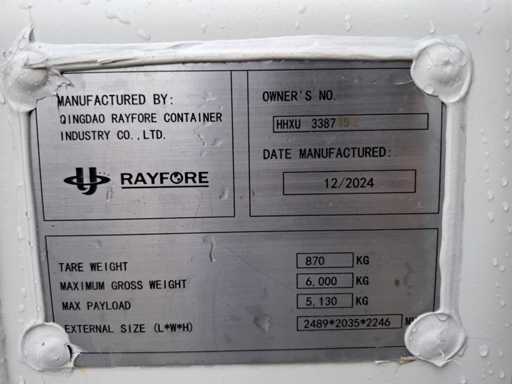 MANUFACTURED BY:
QINGDAO RAYFORE CONTAINER
INDUSTRY CO.,LTD.
RAYFORE
OWNER'S NO.
HHXU 3387
DATE MANUFACTURED:
12/2024
TARE WEIGHT 870 KG
MAXIMUM GROSS WEIGHT 6,000 KG
MAX PAYLOAD 5,130 KG
EXTERNAL SIZE (L*W*H) 2489*2035*2246